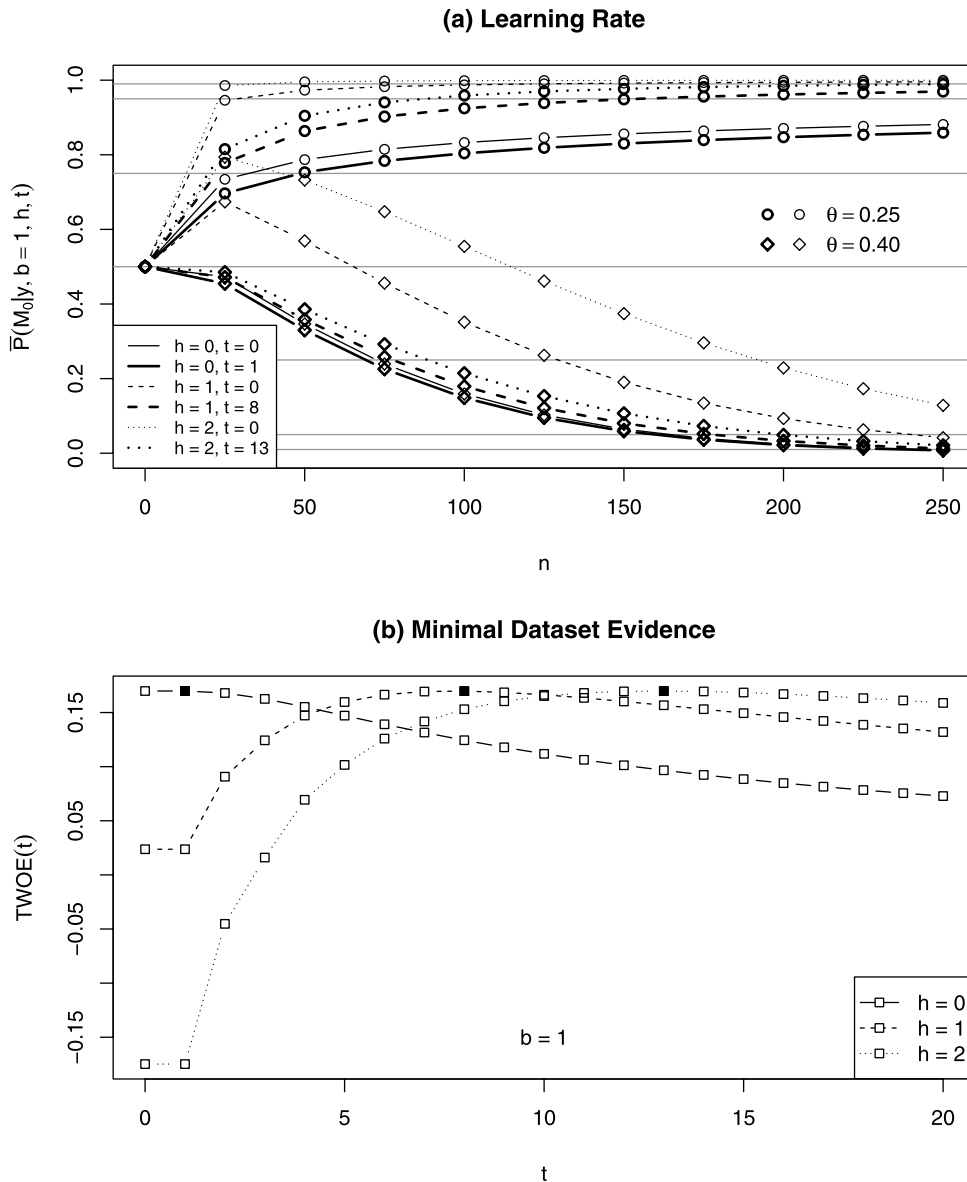 (a) Learning Rate
P̅(M₀|y, b = 1, h, t)
1.0
0.8
0.6
0.4
0.2
0.0
θ = 0.25
θ = 0.40
h = 0, t = 0
h = 0, t = 1
h = 1, t = 0
h = 1, t = 8
h = 2, t = 0
h = 2, t = 13
0 50 100 150 200 250
n
(b) Minimal Dataset Evidence
TWOE(t)
0.15
0.05
−0.05
−0.15
b = 1
h = 0
h = 1
h = 2
0 5 10 15 20
t